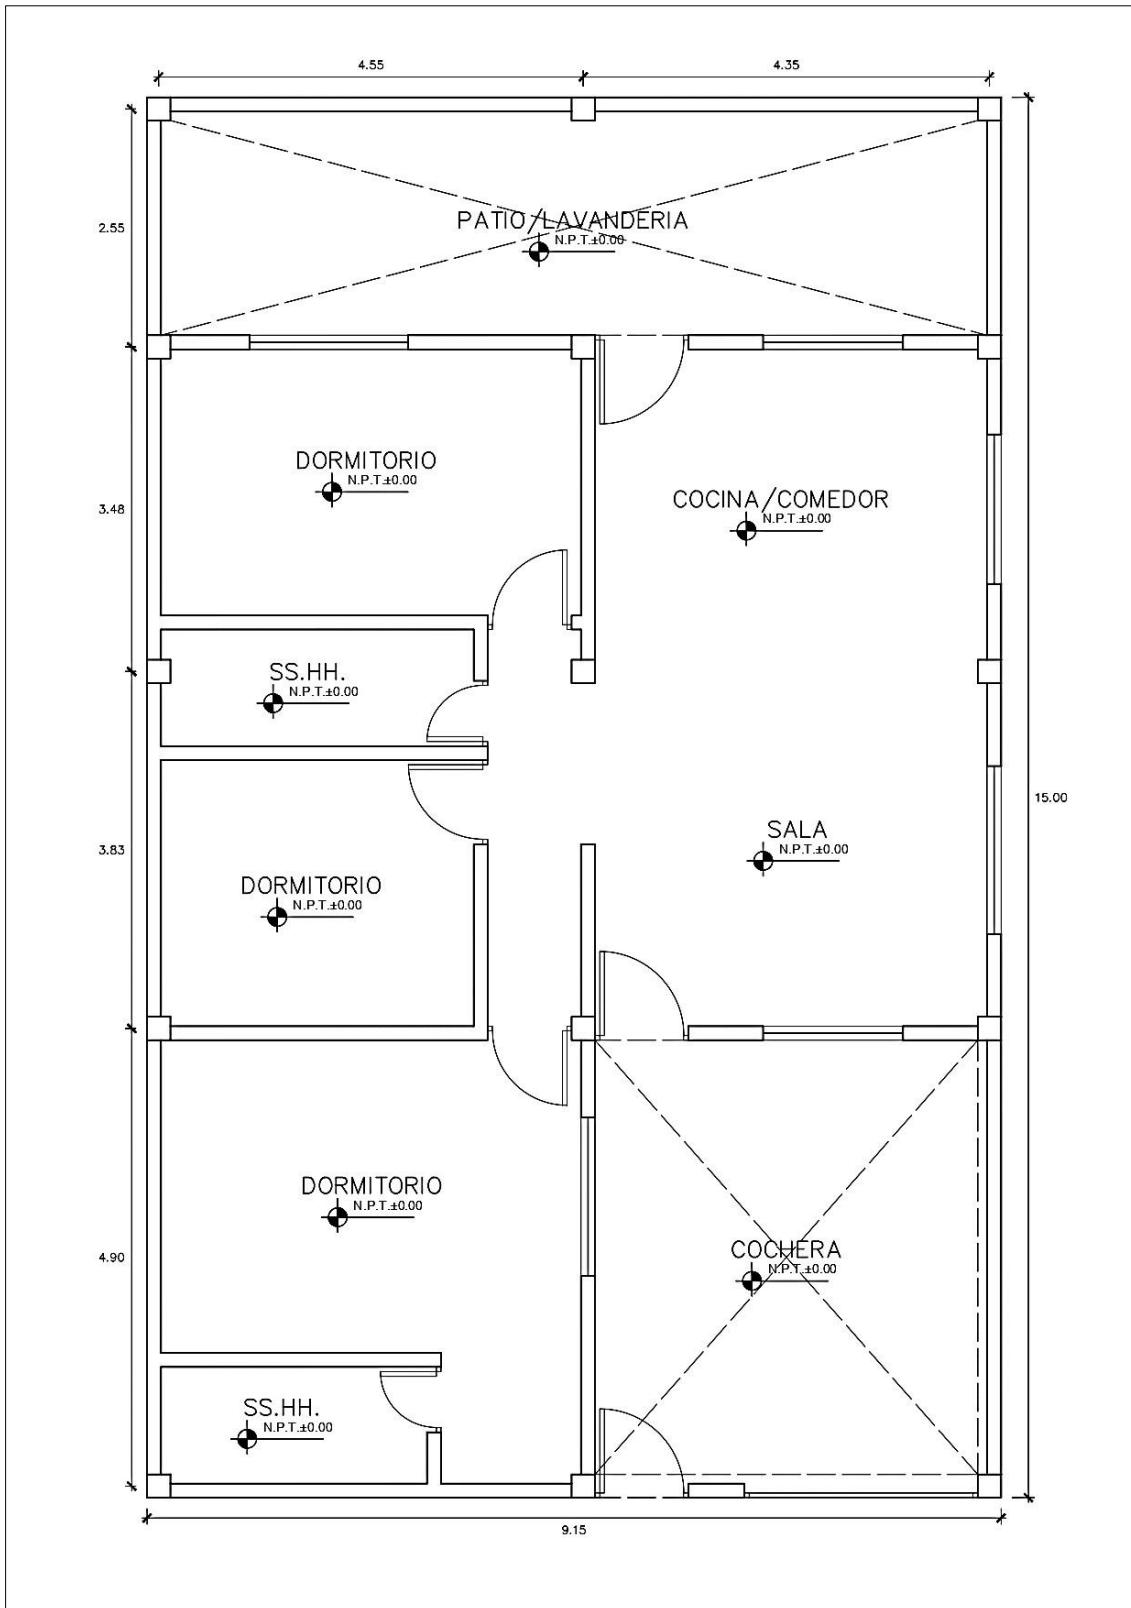 4.55
4.35
PATIO/LAVANDERIA
N.P.T.±0.00
2.55
DORMITORIO
N.P.T.±0.00
COCINA/COMEDOR
N.P.T.±0.00
3.48
SS.HH.
N.P.T.±0.00
15.00
SALA
N.P.T.±0.00
3.83
DORMITORIO
N.P.T.±0.00
DORMITORIO
N.P.T.±0.00
COCHERA
N.P.T.±0.00
4.90
SS.HH.
N.P.T.±0.00
9.15